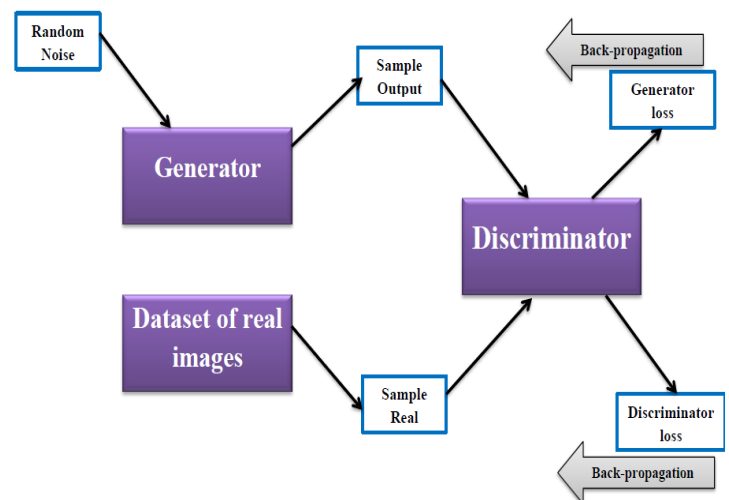 Random
Noise
Sample
Output
Back-propagation
Generator
loss
Generator
Discriminator
Dataset of real
images
Sample
Real
Discriminator
loss
Back-propagation